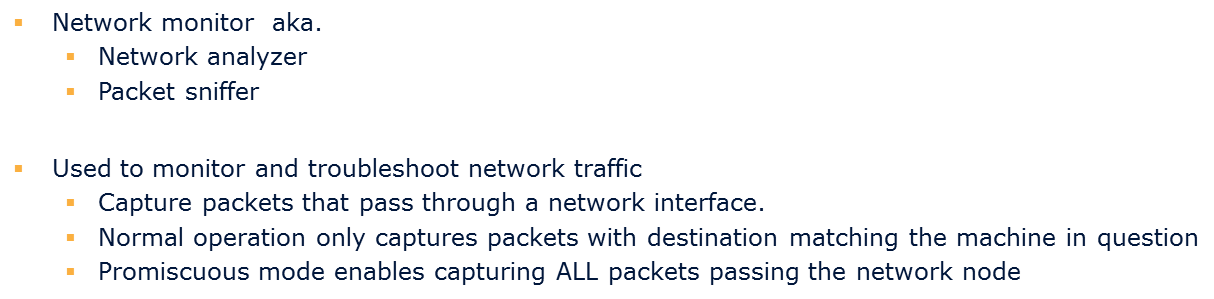 Network monitor  aka.
Network analyzer
Packet sniffer
Used to monitor and troubleshoot network traffic
Capture packets that pass through a network interface.
Normal operation only captures packets with destination matching the machine in question
Promiscuous mode enables capturing ALL packets passing the network node